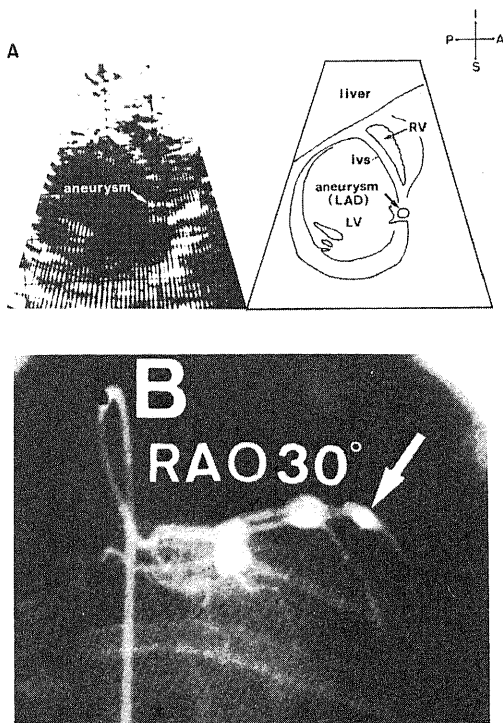 A
I
P A
S
aneurysm
liver
RV
ivs
aneurysm
(LAD)
LV
B
RAO 30°